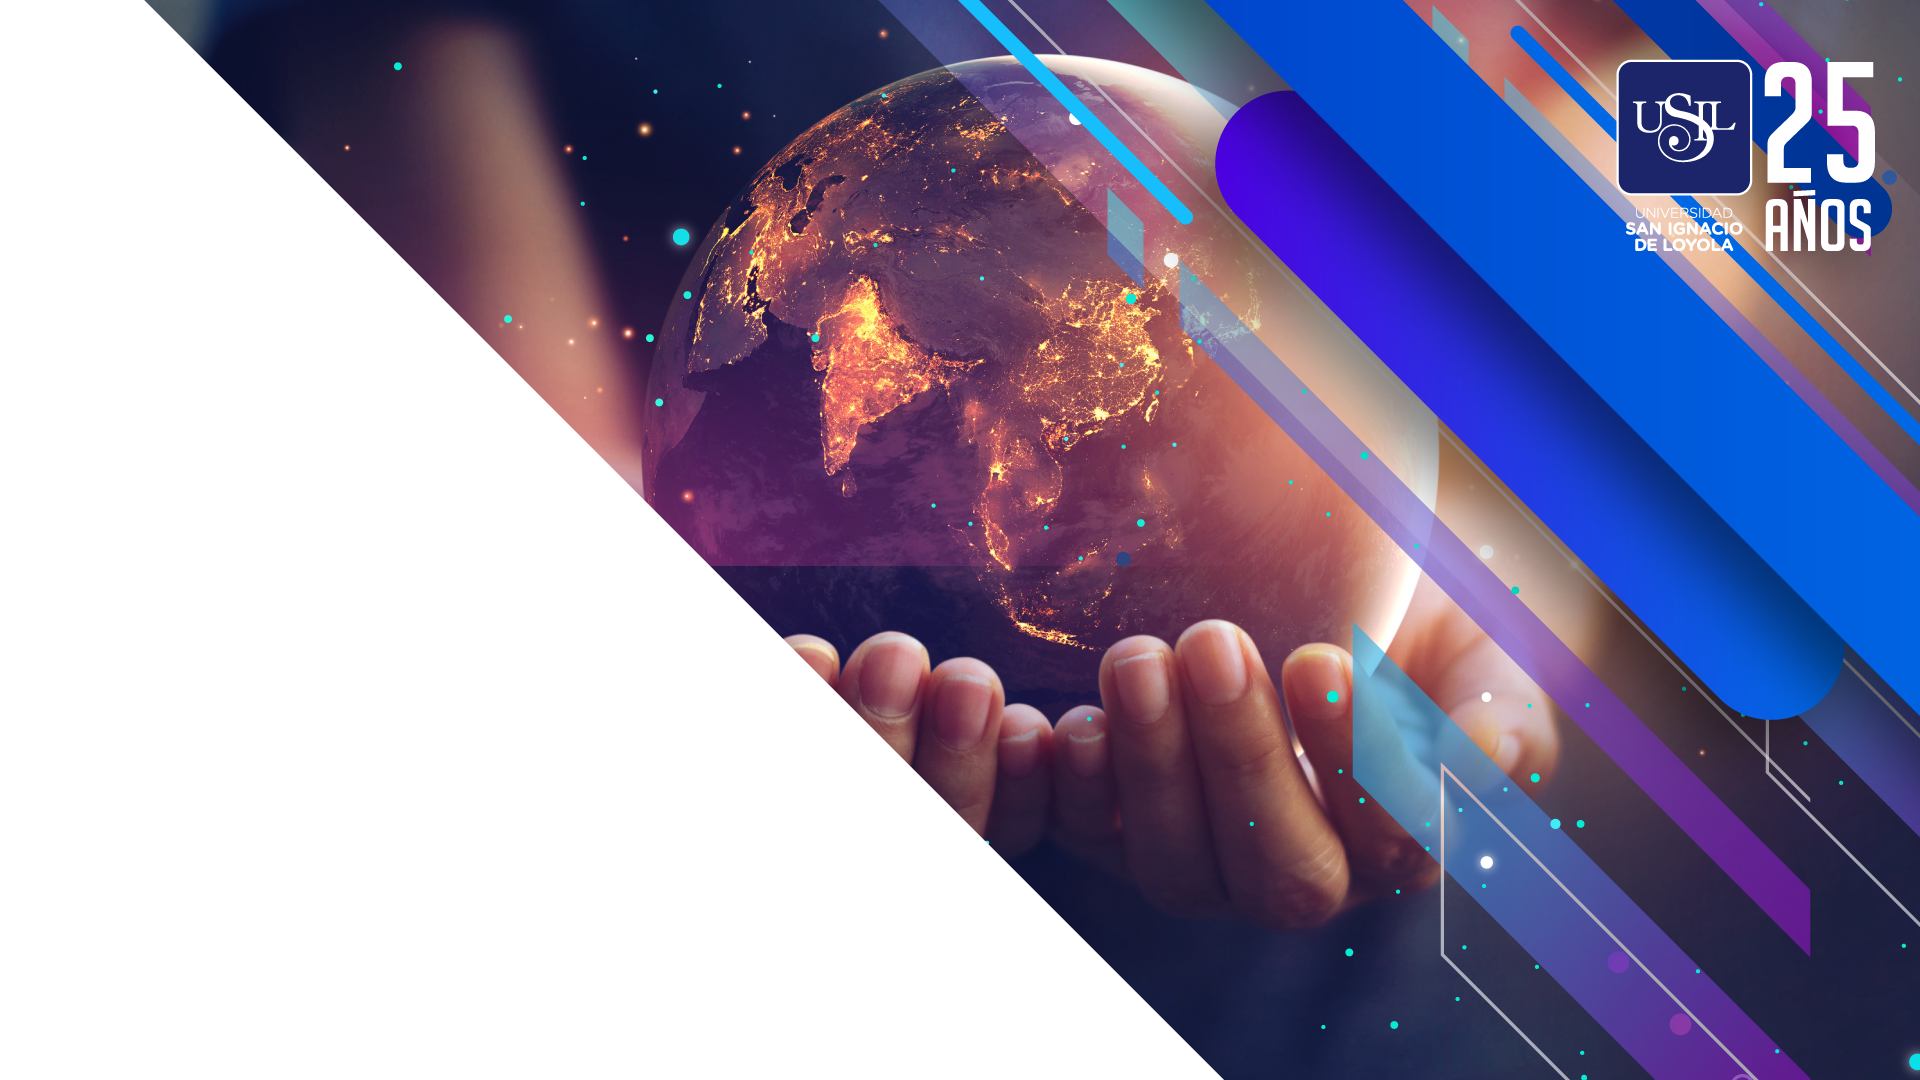 USIL
25
AÑOS
UNIVERSIDAD
SAN IGNACIO
DE LOYOLA